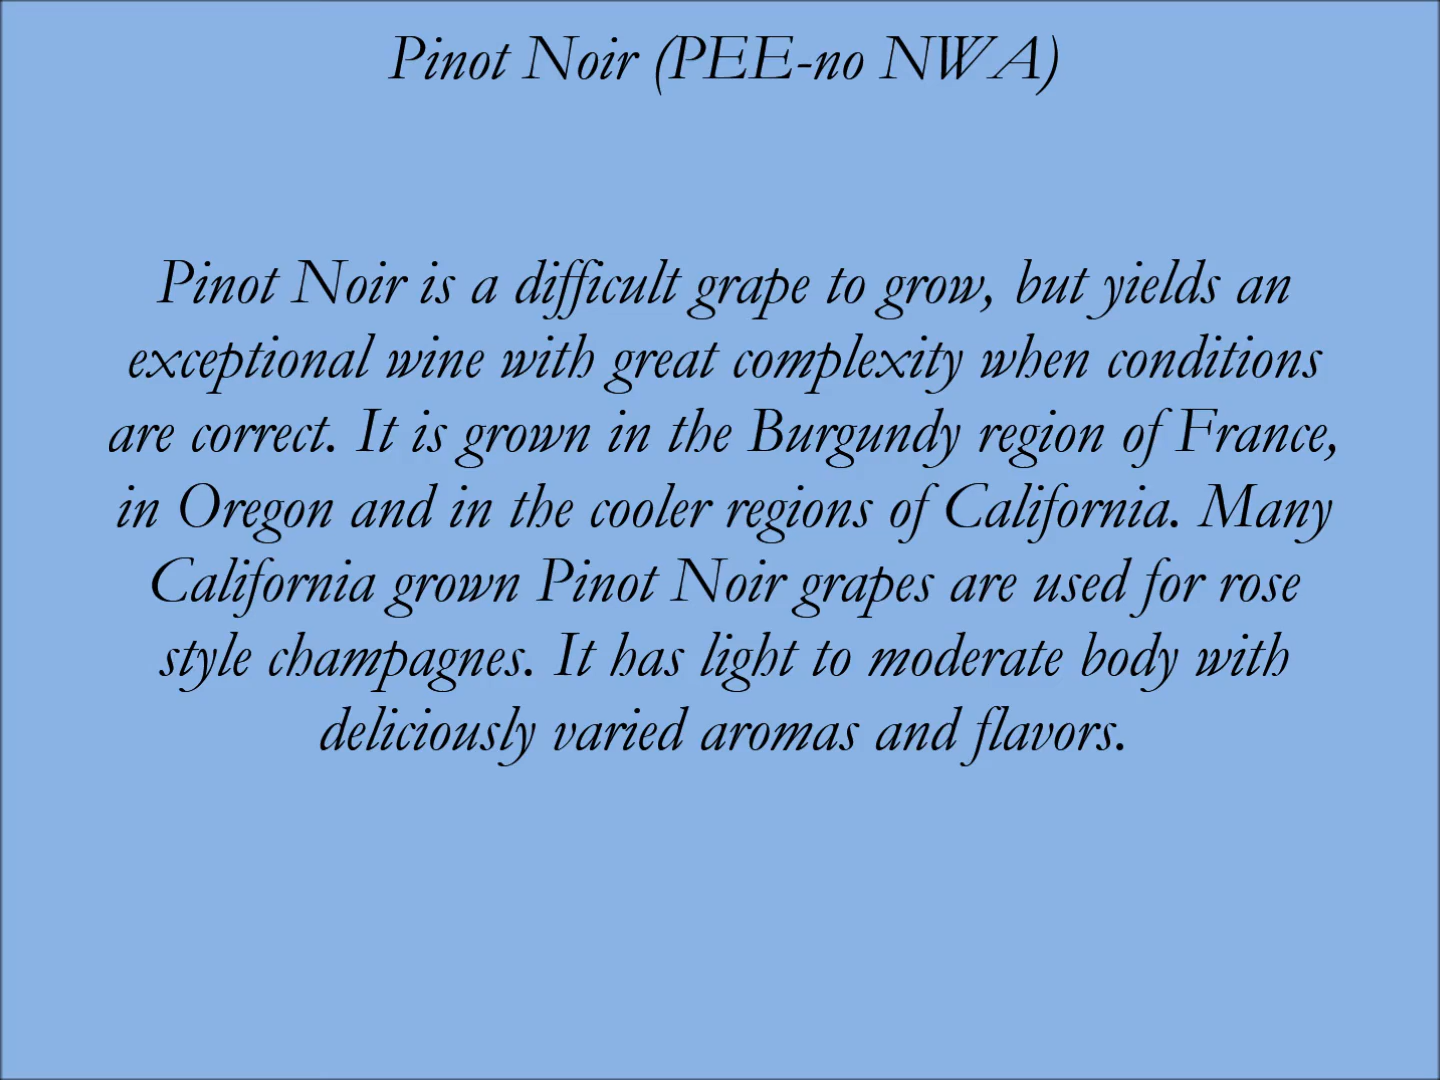 Pinot Noir (PEE-no NWA)
Pinot Noir is a difficult grape to grow, but yields an
exceptional wine with great complexity when conditions
are correct. It is grown in the Burgundy region of France,
in Oregon and in the cooler regions of California. Many
California grown Pinot Noir grapes are used for rose
style champagnes. It has light to moderate body with
deliciously varied aromas and flavors.